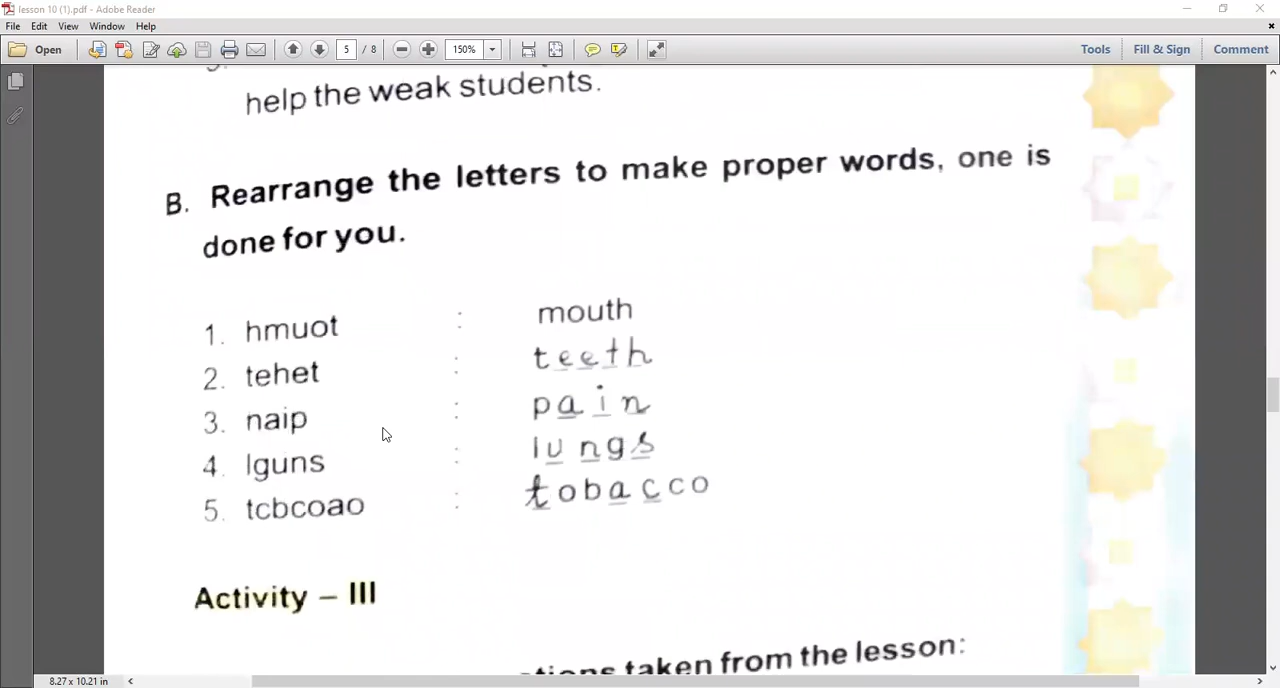 lesson 10 (1).pdf - Adobe Reader
File Edit View Window Help
Open 5 / 8 150% Tools Fill & Sign Comment
help the weak students.
B. Rearrange the letters to make proper words, one is
done for you.
1. hmuot : mouth
2. tehet : teeth
3. naip : pain
4. lguns : lungs
5. tcbcoao : tobacco
Activity – III
taken from the lesson:
8.27 x 10.21 in